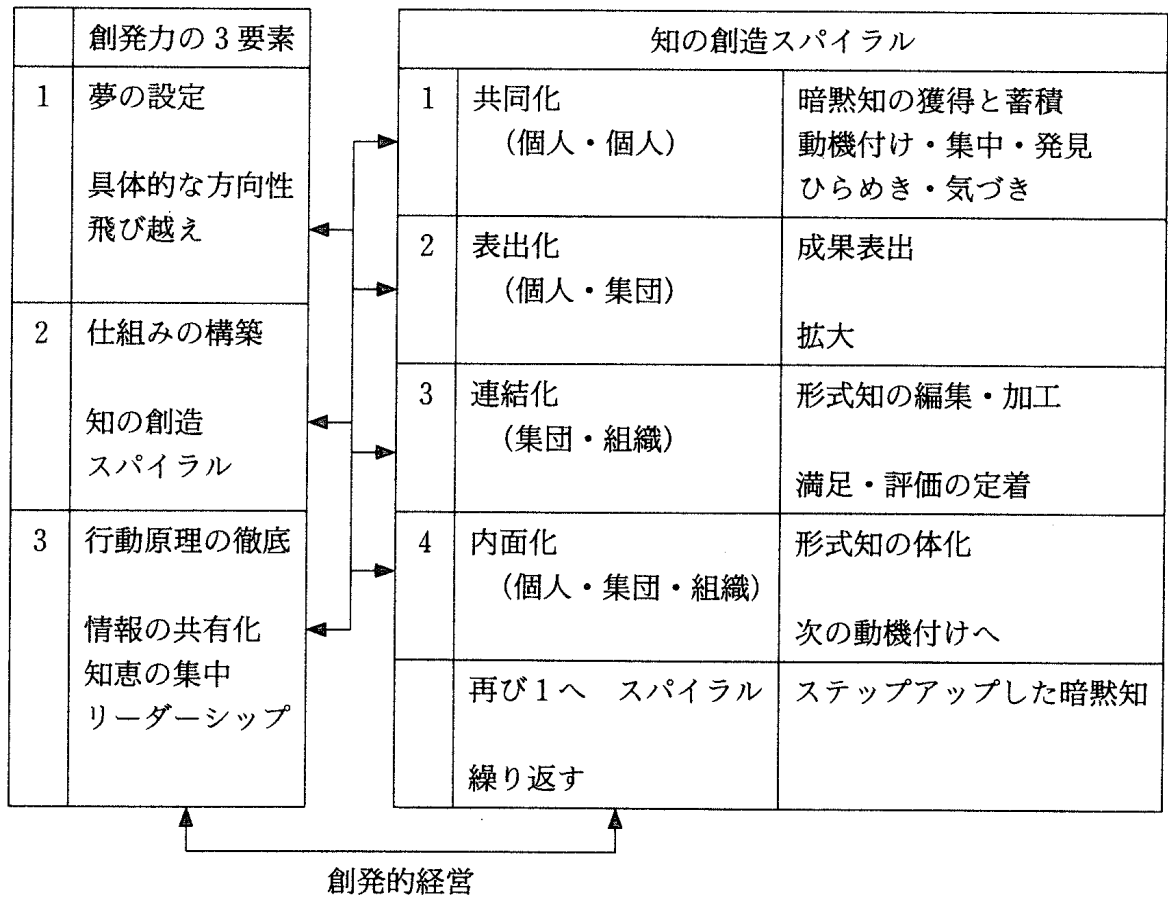 創発力の3要素
1 夢の設定
具体的な方向性
飛び越え
2 仕組みの構築
知の創造
スパイラル
3 行動原理の徹底
情報の共有化
知恵の集中
リーダーシップ
知の創造スパイラル
1 共同化 暗黙知の獲得と蓄積
(個人・個人) 動機付け・集中・発見
ひらめき・気づき
2 表出化 成果表出
(個人・集団)
拡大
3 連結化 形式知の編集・加工
(集団・組織)
満足・評価の定着
4 内面化 形式知の体化
(個人・集団・組織)
次の動機付けへ
再び1へ スパイラル ステップアップした暗黙知
繰り返す
創発的経営